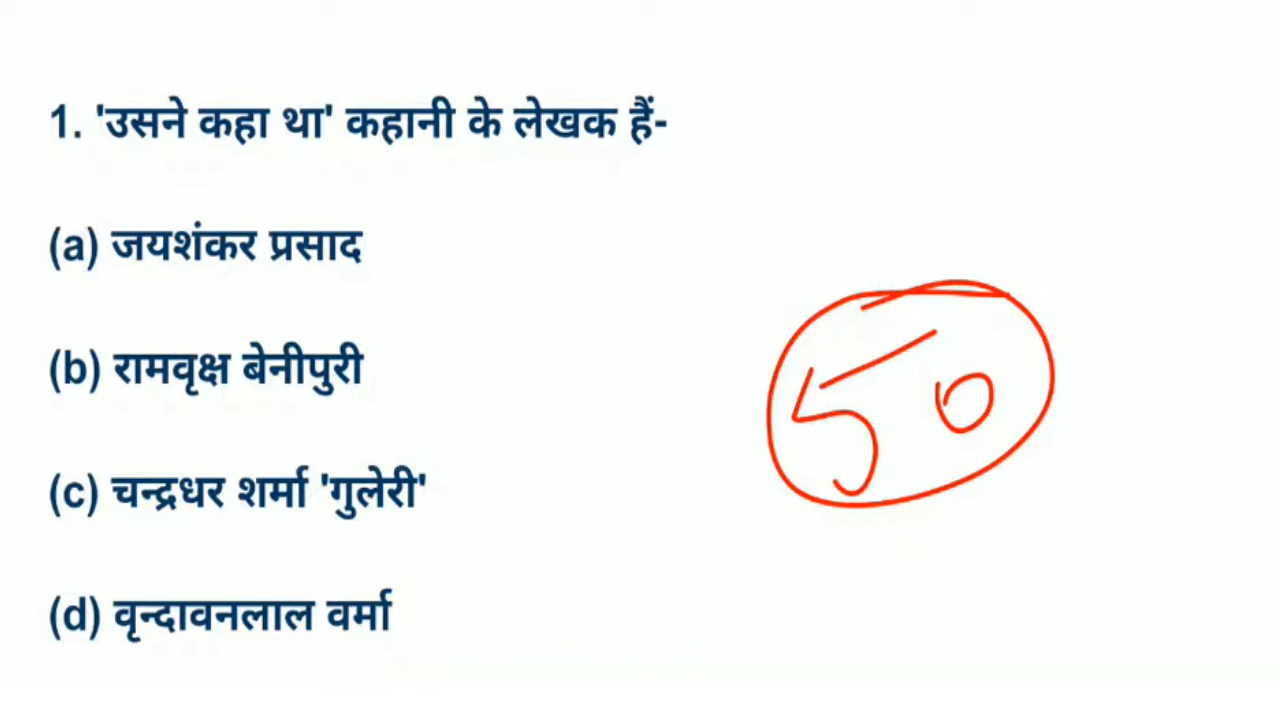 1. 'उसने कहा था' कहानी के लेखक हैं-
(a) जयशंकर प्रसाद
(b) रामवृक्ष बेनीपुरी
50
(c) चन्द्रधर शर्मा 'गुलेरी'
(d) वृन्दावनलाल वर्मा